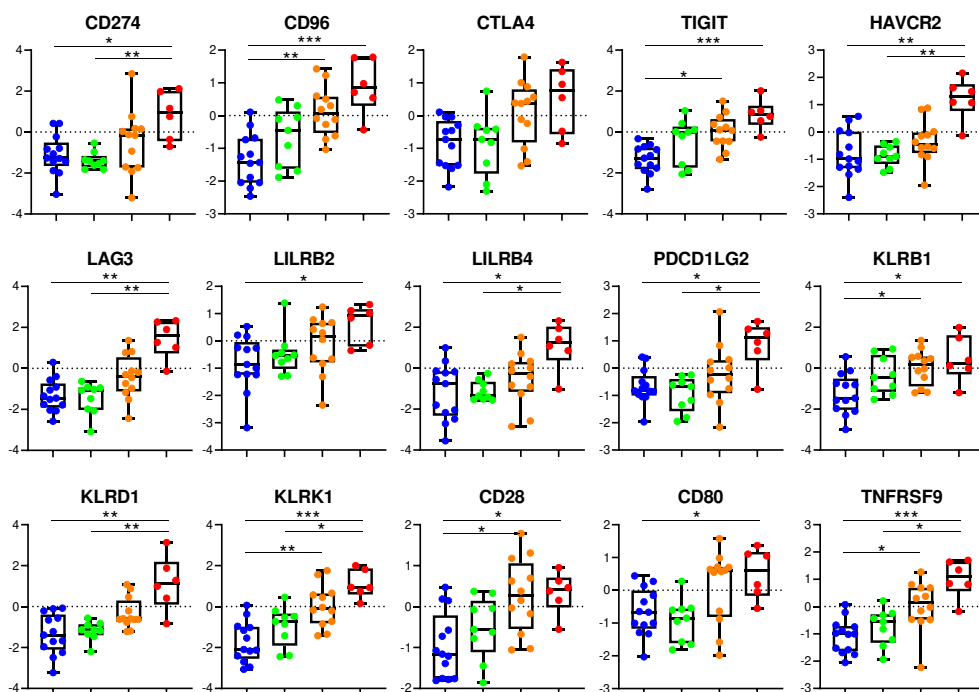 CD274 CD96 CTLA4 TIGIT HAVCR2
* *** *** **
** ** * **
4 2 2 4 4
2 1 1 2 2
0 0 0 0 0
-1 -1
-2 -2 -2 -2 -2
-4 -3 -3 -4 -4
LAG3 LILRB2 LILRB4 PDCD1LG2 KLRB1
** * * * *
** * * *
4 2 4 3 4
1 2
2 2 2 1 2
0 0 0 0 0
-1 -1
-2 -2 -2 -2 -2
-3
-4 -4 -4 -3 -4
KLRD1 KLRK1 CD28 CD80 TNFRSF9
** *** * * ***
** * * *
** *
4 4 2 2 2
2 2 1 1 1
0 0 0 0 0
-1 -1 -1
-2 -2 -2
-4 -4 -2 -3 -3